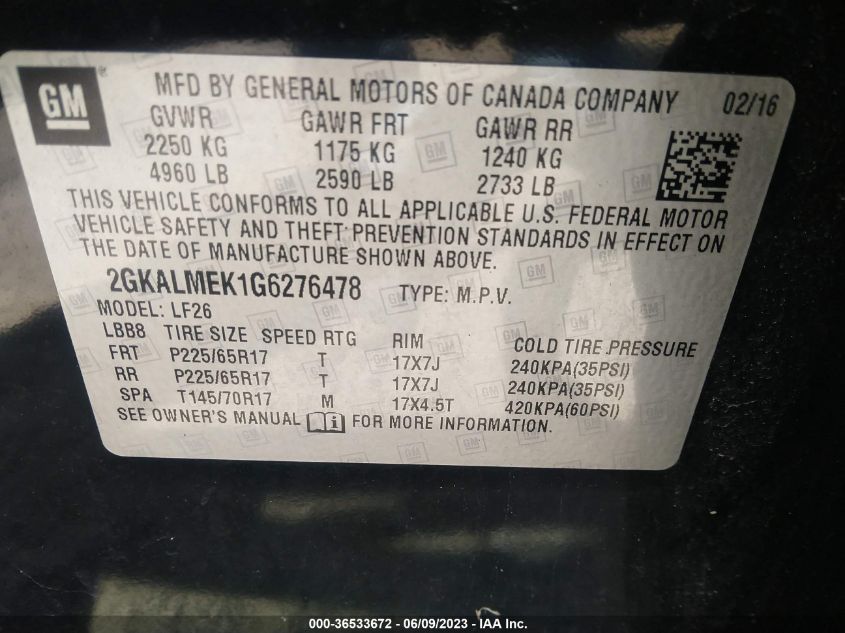 GM ® MFD BY GENERAL MOTORS OF CANADA COMPANY 02/16
GVWR GAWR FRT GAWR RR
2250 KG 1175 KG 1240 KG
4960 LB 2590 LB 2733 LB
THIS VEHICLE CONFORMS TO ALL APPLICABLE U.S. FEDERAL MOTOR
VEHICLE SAFETY AND THEFT PREVENTION STANDARDS IN EFFECT ON
THE DATE OF MANUFACTURE SHOWN ABOVE.
2GKALMEK1G6276478 TYPE: M.P.V.
MODEL: LF26
LBB8 TIRE SIZE SPEED RTG RIM COLD TIRE PRESSURE
FRT P225/65R17 T 17X7J 240KPA(35PSI)
RR P225/65R17 T 17X7J 240KPA(35PSI)
SPA T145/70R17 M 17X4.5T 420KPA(60PSI)
SEE OWNER'S MANUAL i FOR MORE INFORMATION.
000-36533672 / 06/09/2023 / IAA Inc.